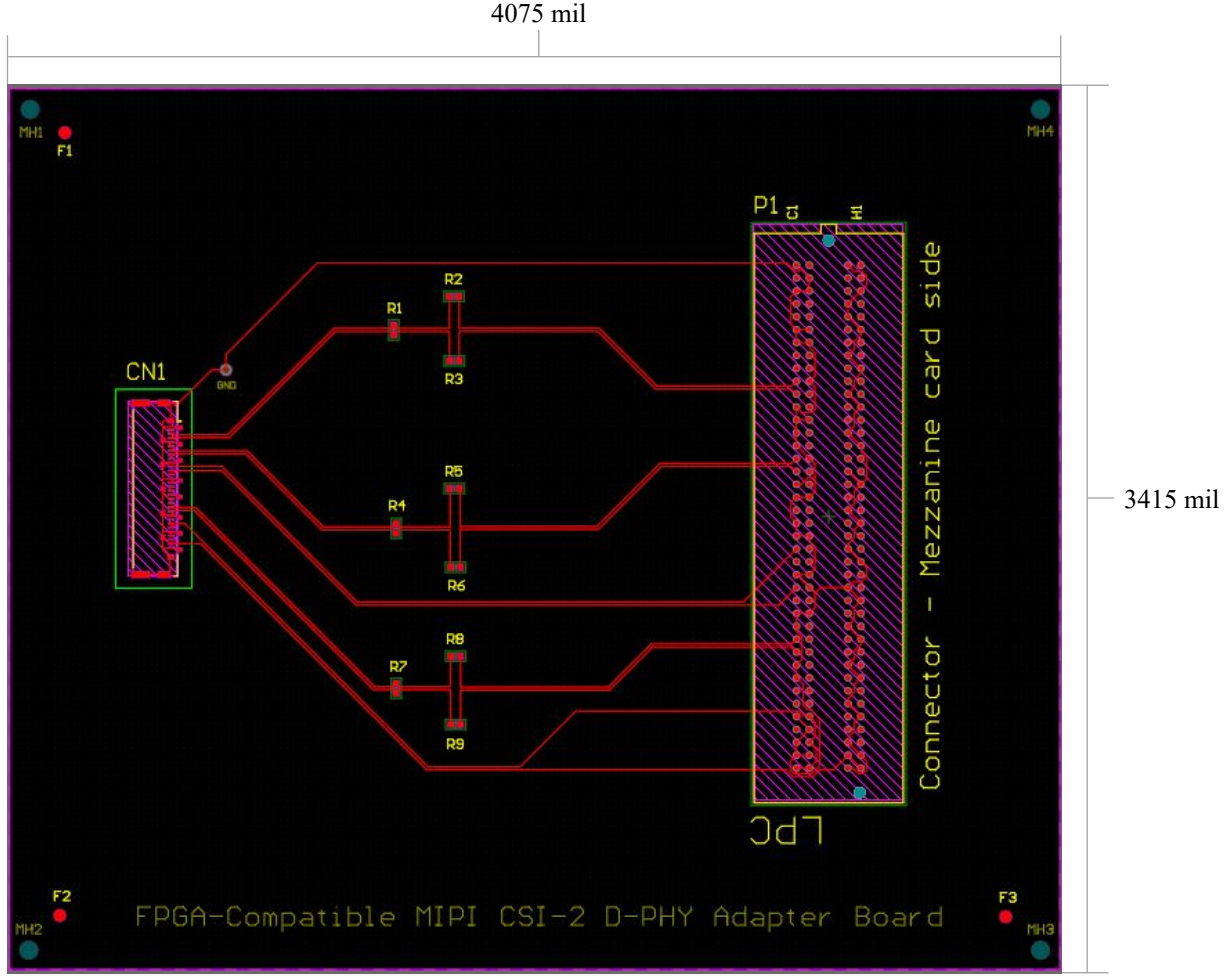 4075 mil
MH1
F1
MH4
P1
C1
H1
R2
R1
R3
CN1
GND
R5
R4
R6
Connector - Mezzanine card side
3415 mil
R8
R7
R9
LPC
F2
MH2
FPGA-Compatible MIPI CSI-2 D-PHY Adapter Board
F3
MH3